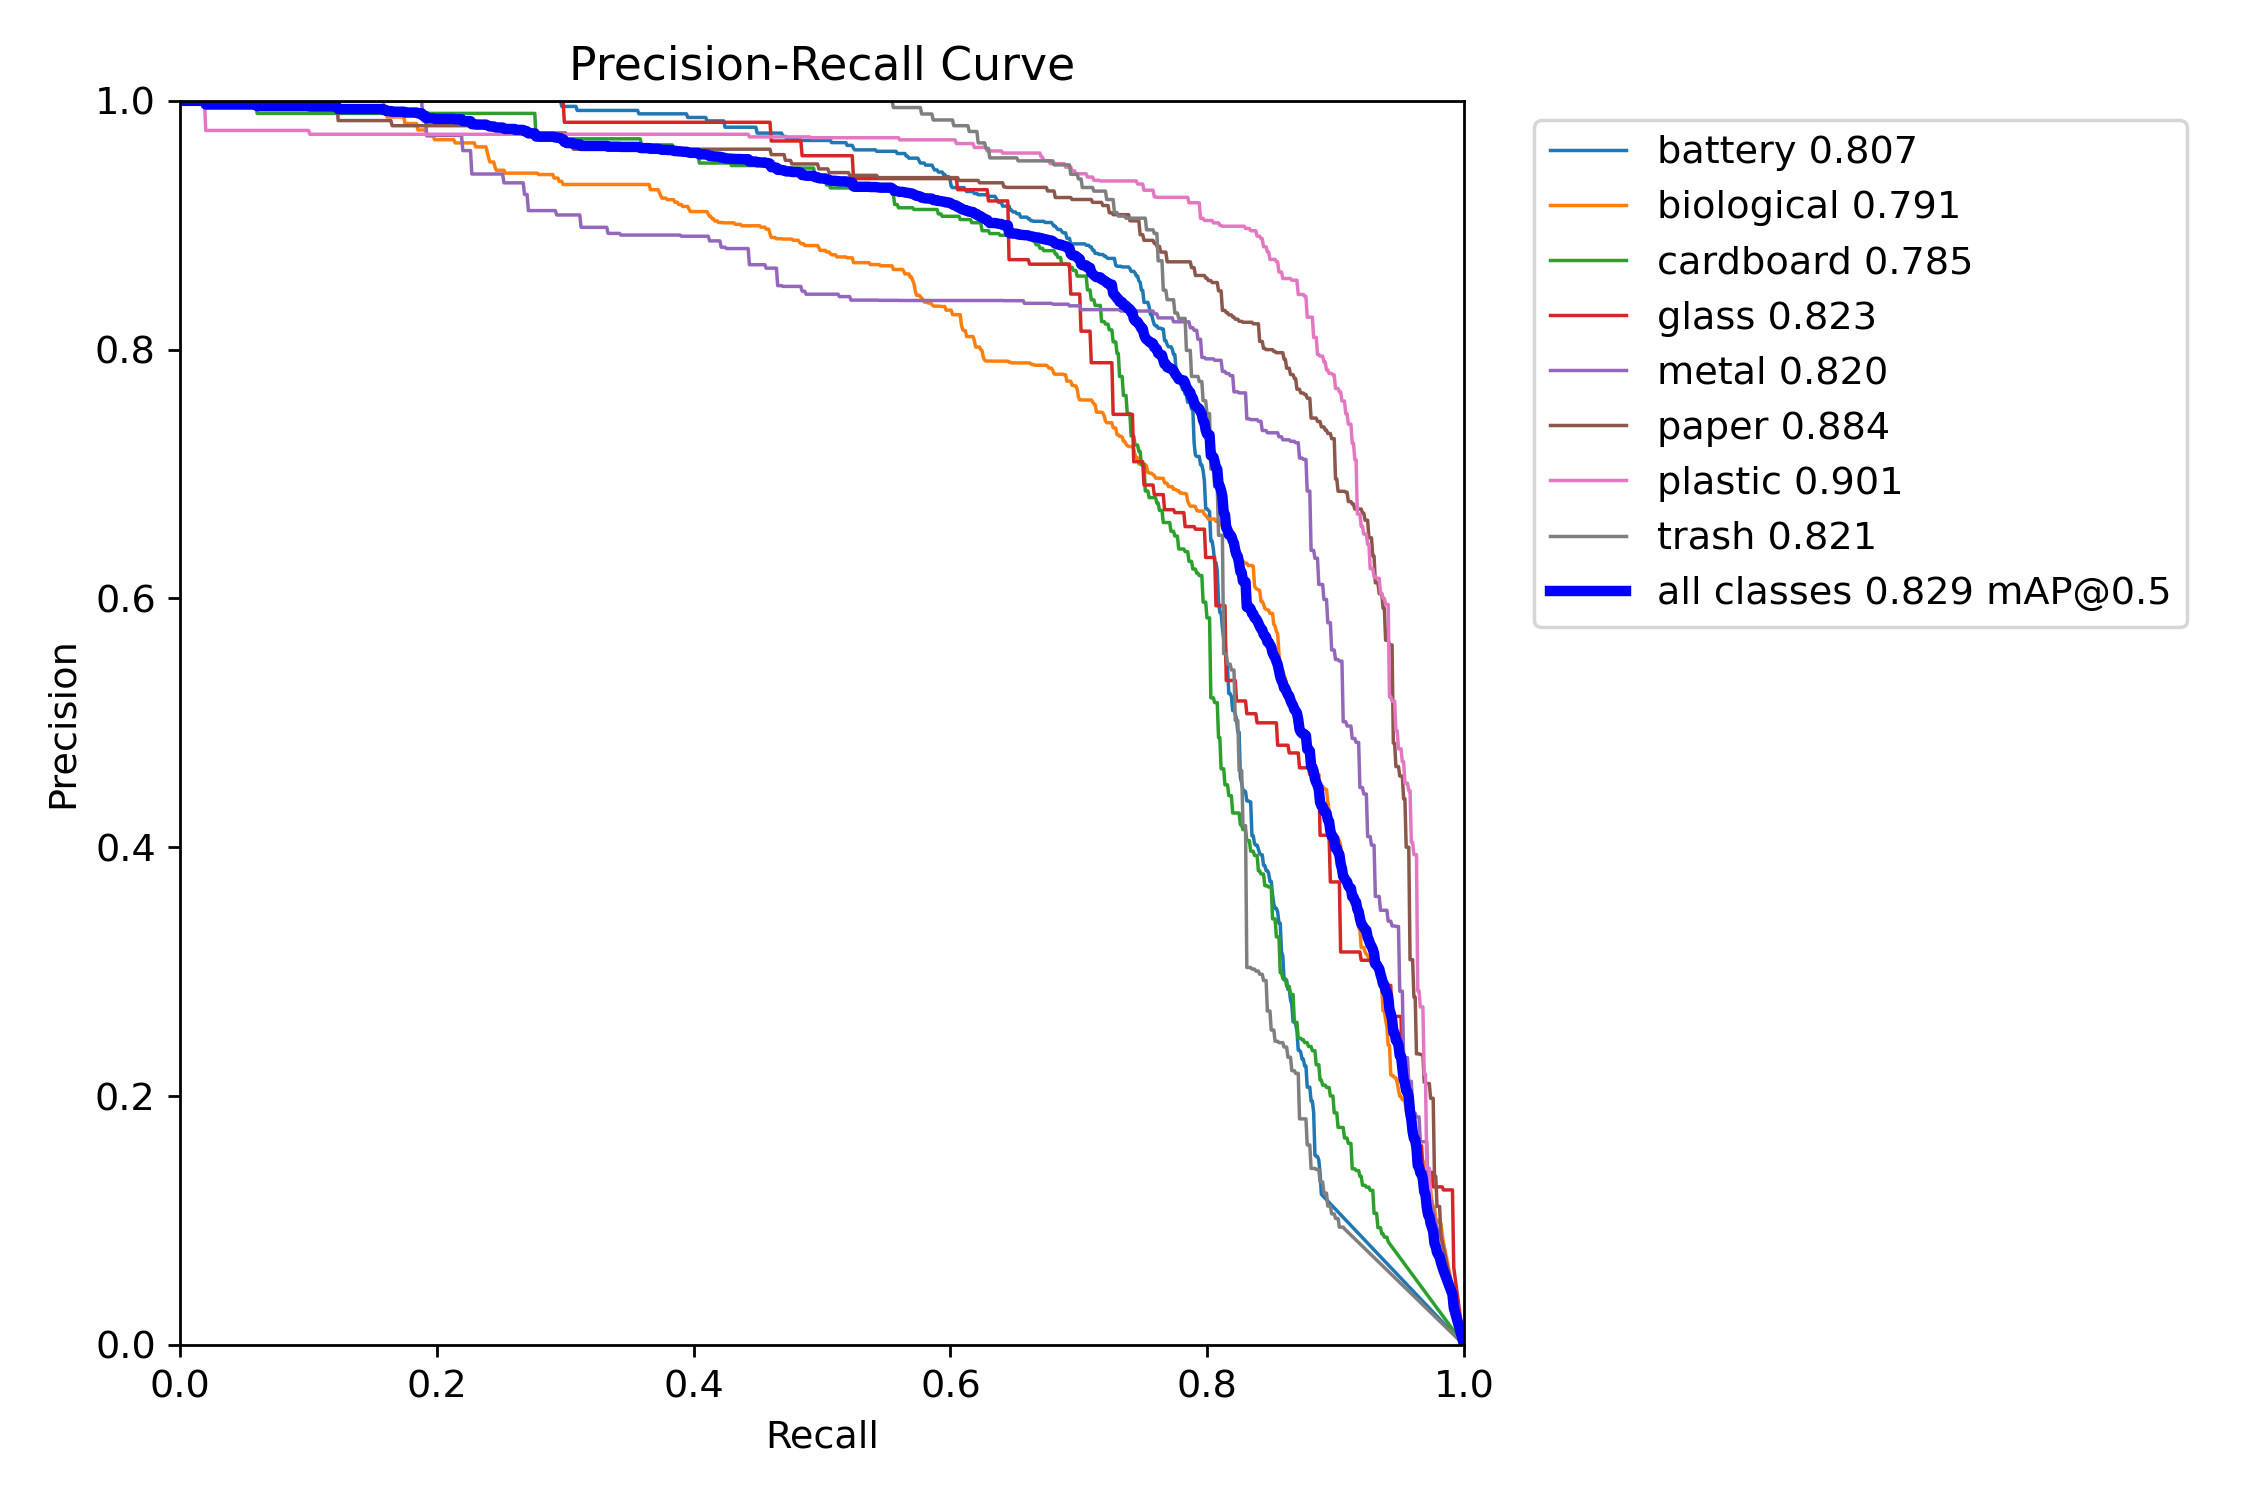 Precision-Recall Curve
1.0
0.8
0.6
0.4
0.2
0.0
Precision
0.0 0.2 0.4 0.6 0.8 1.0
Recall
battery 0.807
biological 0.791
cardboard 0.785
glass 0.823
metal 0.820
paper 0.884
plastic 0.901
trash 0.821
all classes 0.829 mAP@0.5